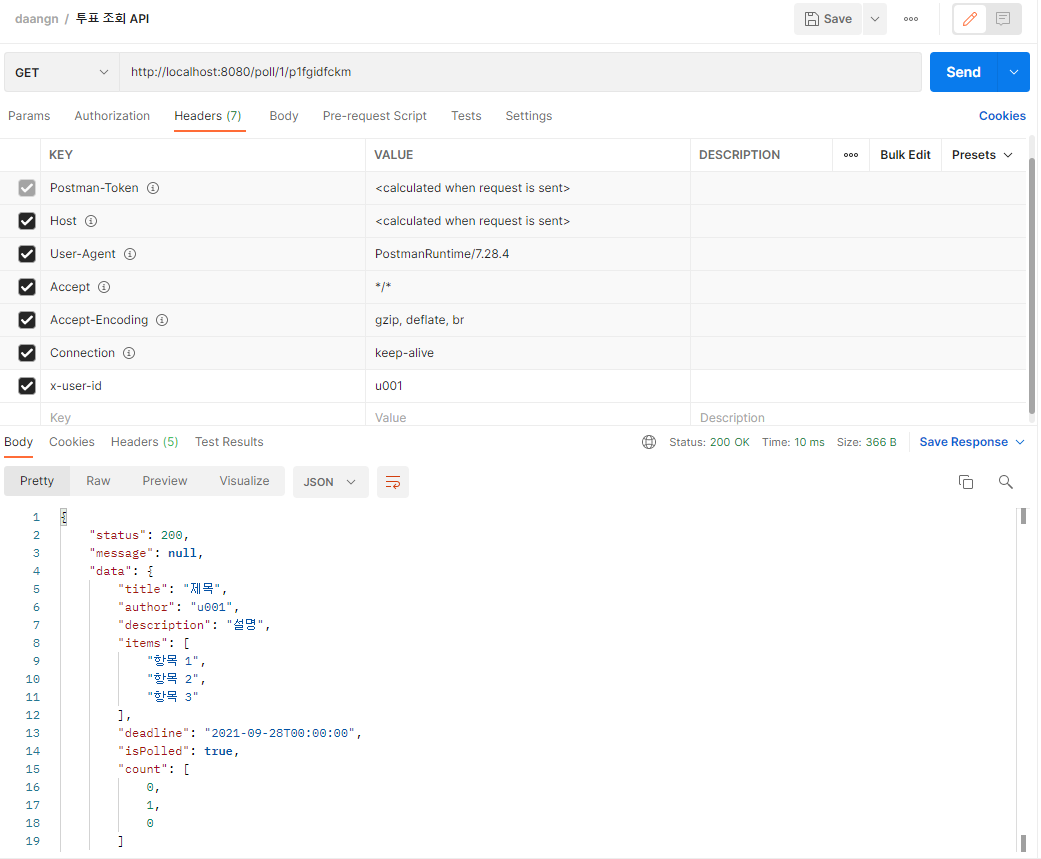 daangn / 투표 조회 API Save
GET http://localhost:8080/poll/1/p1fgidfckm Send
Params Authorization Headers (7) Body Pre-request Script Tests Settings Cookies
KEY VALUE DESCRIPTION Bulk Edit Presets
Postman-Token <calculated when request is sent>
Host <calculated when request is sent>
User-Agent PostmanRuntime/7.28.4
Accept */*
Accept-Encoding gzip, deflate, br
Connection keep-alive
x-user-id u001
Key Value Description
Body Cookies Headers (5) Test Results Status: 200 OK Time: 10 ms Size: 366 B Save Response
Pretty Raw Preview Visualize JSON
1 {
2 "status": 200,
3 "message": null,
4 "data": {
5 "title": "제목",
6 "author": "u001",
7 "description": "설명",
8 "items": [
9 "항목 1",
10 "항목 2",
11 "항목 3"
12 ],
13 "deadline": "2021-09-28T00:00:00",
14 "isPolled": true,
15 "count": [
16 0,
17 1,
18 0
19 ]